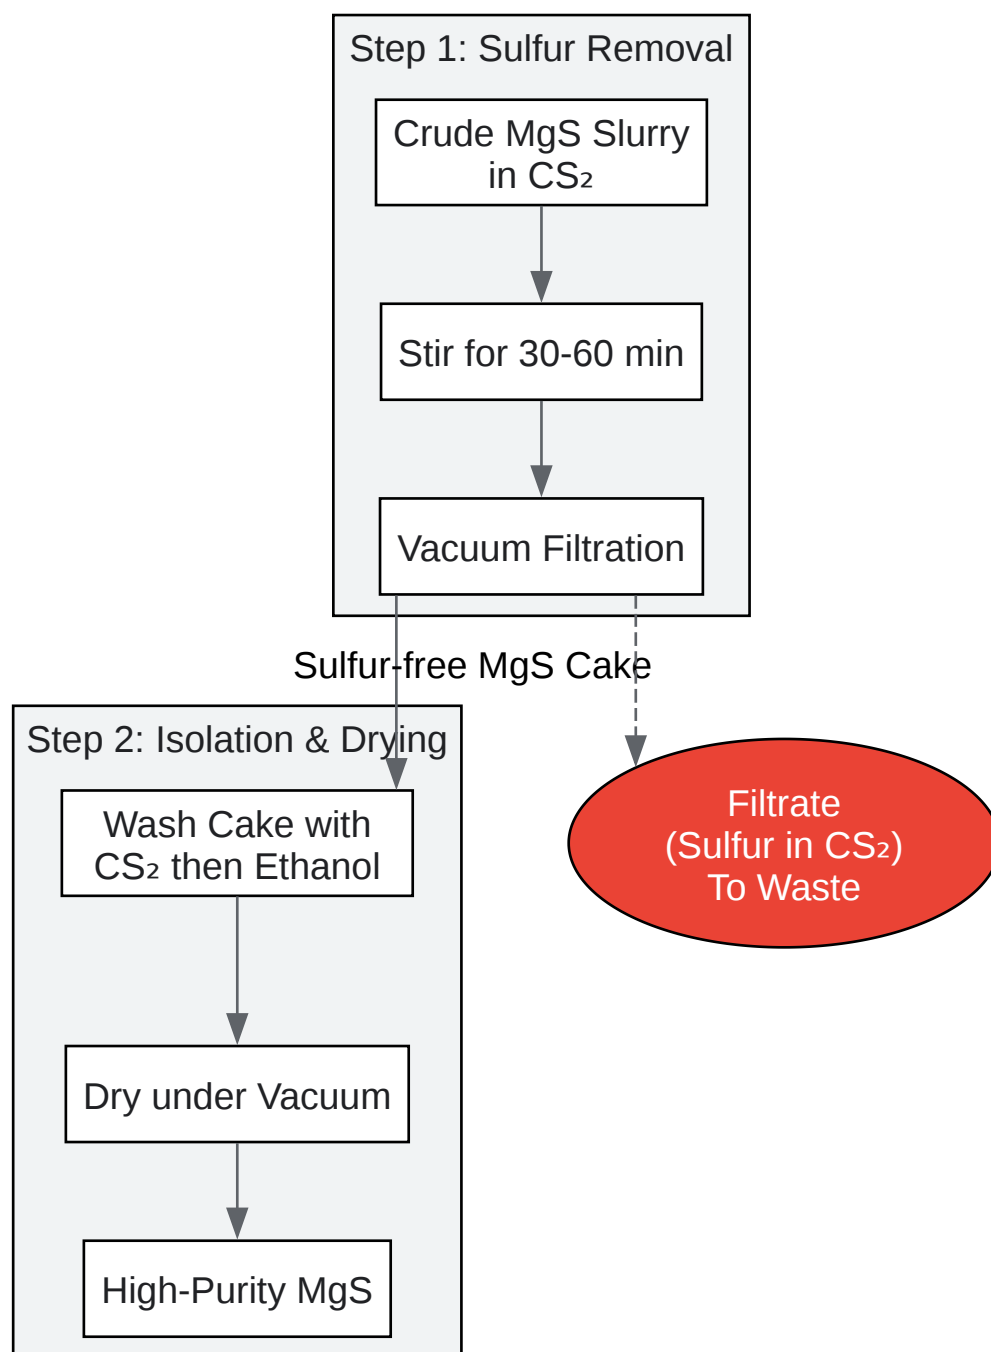 Step 1: Sulfur Removal
Crude MgS Slurry
in CS₂
Stir for 30-60 min
Vacuum Filtration
Sulfur-free MgS Cake
Step 2: Isolation & Drying
Wash Cake with
CS₂ then Ethanol
Filtrate
(Sulfur in CS₂)
To Waste
Dry under Vacuum
High-Purity MgS